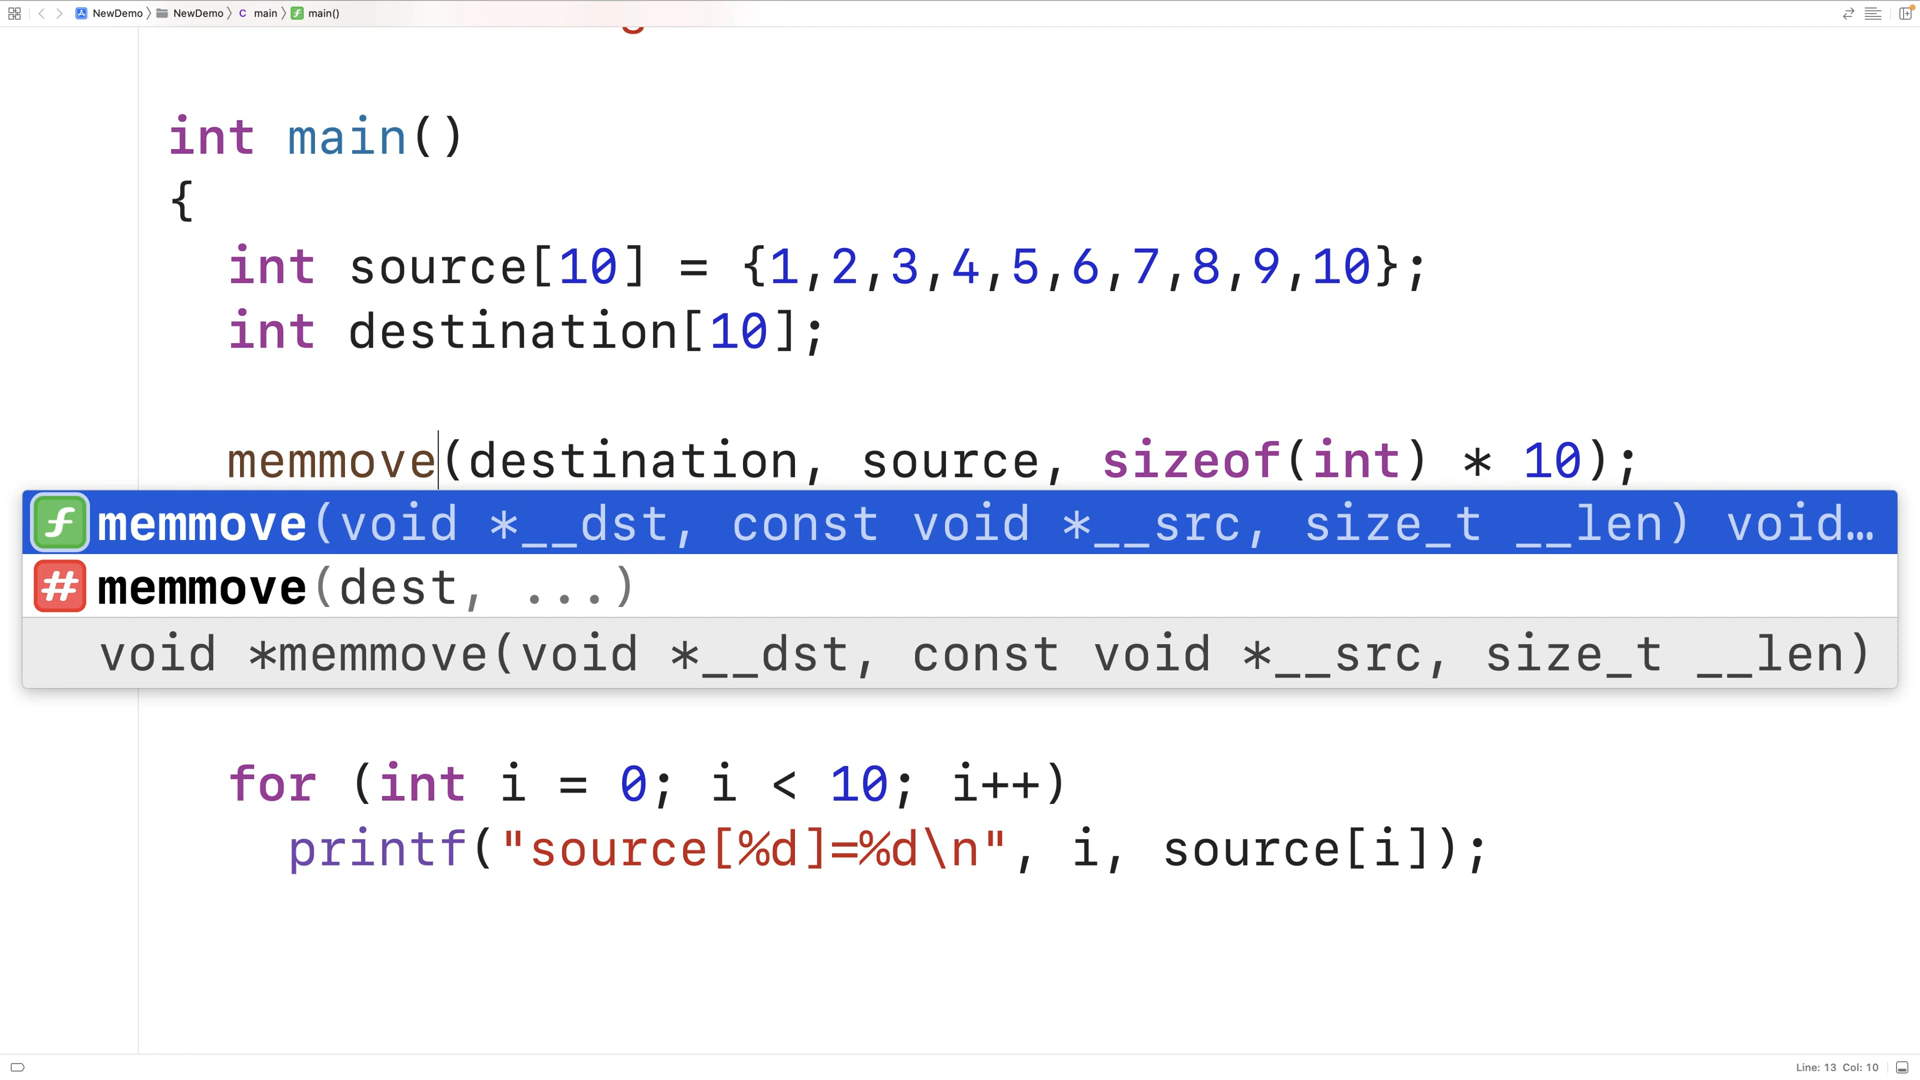 NewDemo NewDemo C main f main()
int main()
{
int source[10] = {1,2,3,4,5,6,7,8,9,10};
int destination[10];
memmove(destination, source, sizeof(int) * 10);
f memmove(void *__dst, const void *__src, size_t __len) void…
# memmove(dest, ...)
void *memmove(void *__dst, const void *__src, size_t __len)
for (int i = 0; i < 10; i++)
printf("source[%d]=%d\n", i, source[i]);
Line: 13 Col: 10